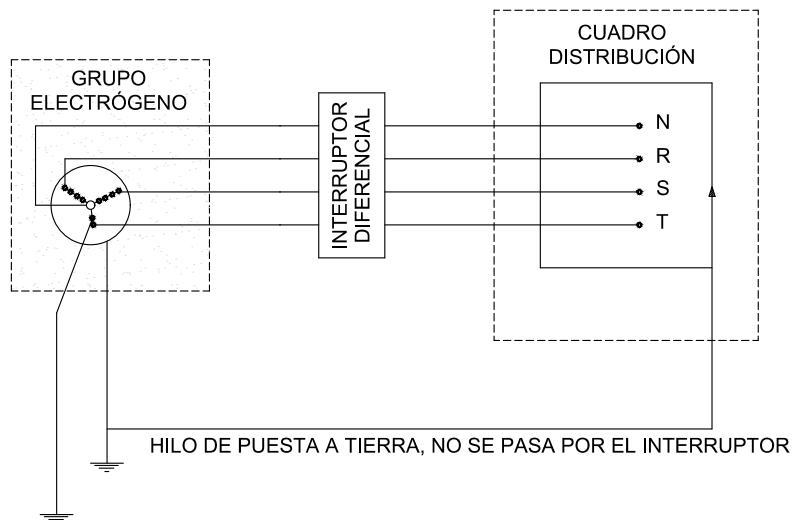 CUADRO
DISTRIBUCIÓN
GRUPO
ELECTRÓGENO
INTERRUPTOR
DIFERENCIAL
N
R
S
T
HILO DE PUESTA A TIERRA, NO SE PASA POR EL INTERRUPTOR